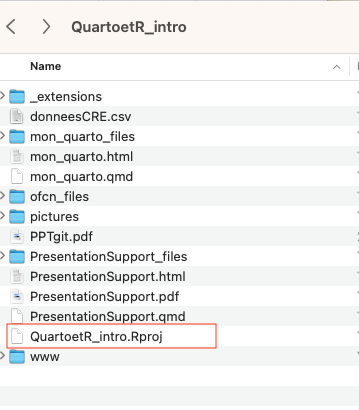 QuartoetR_intro
Name
_extensions
donneesCRE.csv
mon_quarto_files
mon_quarto.html
mon_quarto.qmd
ofcn_files
pictures
PPTgit.pdf
PresentationSupport_files
PresentationSupport.html
PresentationSupport.pdf
PresentationSupport.qmd
QuartoetR_intro.Rproj
www